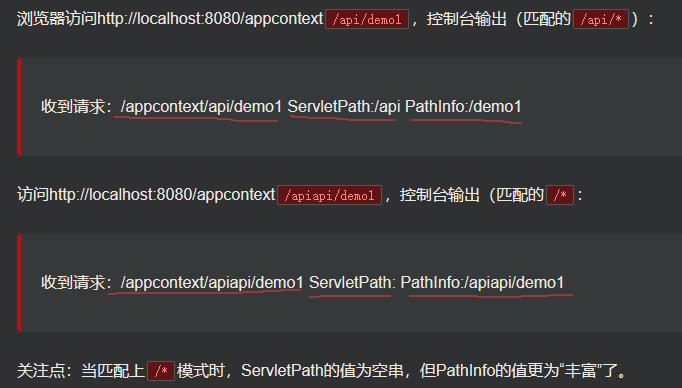 浏览器访问http://localhost:8080/appcontext /api/demo1 ，控制台输出（匹配的 /api/* ）：
收到请求：/appcontext/api/demo1 ServletPath:/api PathInfo:/demo1
访问http://localhost:8080/appcontext /apiapi/demo1 ，控制台输出（匹配的 /* ：
收到请求：/appcontext/apiapi/demo1 ServletPath: PathInfo:/apiapi/demo1
关注点：当匹配上 /* 模式时，ServletPath的值为空串，但PathInfo的值更为“丰富”了。